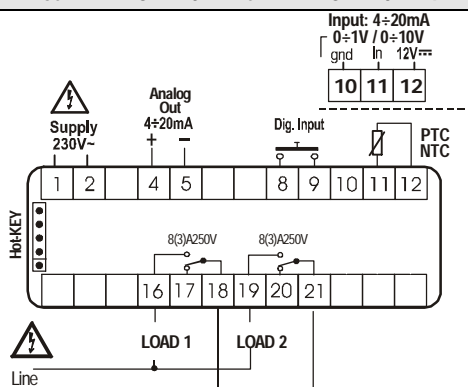 Input: 4÷20mA
0÷1V / 0÷10V
gnd In 12V
10 11 12
Analog
Out
4÷20mA
+ −
Supply
230V~
Dig. Input
PTC
NTC
1 2 4 5 8 9 10 11 12
Hot-KEY
8(3)A250V 8(3)A250V
16 17 18 19 20 21
LOAD 1 LOAD 2
Line